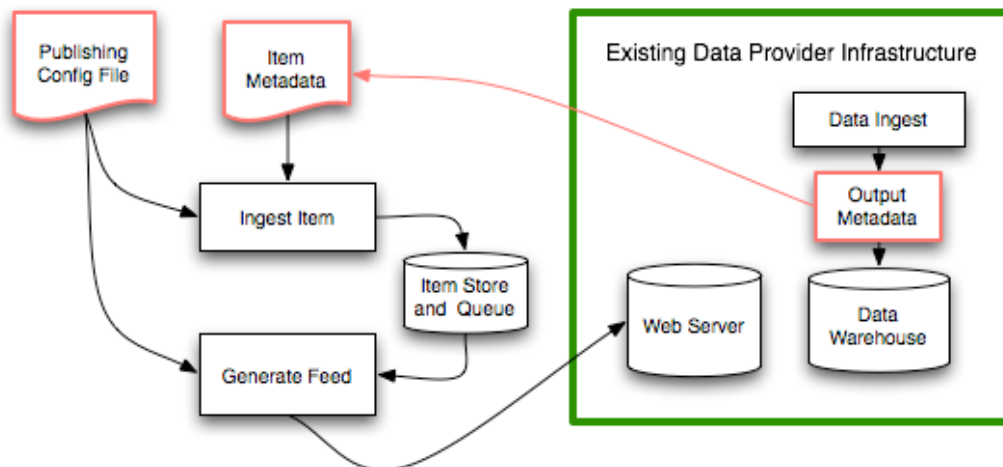 Publishing
Config File
Item
Metadata
Existing Data Provider Infrastructure
Data Ingest
Output
Metadata
Ingest Item
Item Store
and Queue
Web Server
Data
Warehouse
Generate Feed